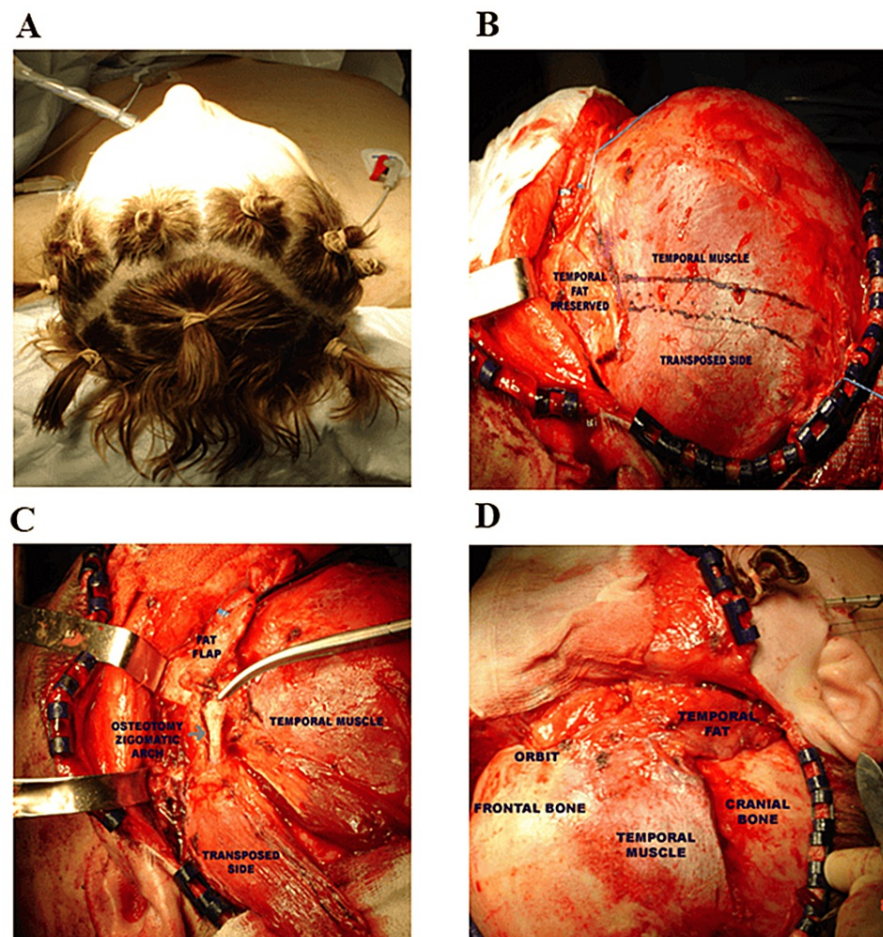 A
B
TEMPORAL MUSCLE
TEMPORAL
FAT
PRESERVED
TRANSPOSED SIDE
C
FAT
FLAP
TEMPORAL MUSCLE
OSTEOTOMY
ZIGOMATIC
ARCH
TRANSPOSED
SIDE
D
TEMPORAL
FAT
ORBIT
FRONTAL BONE
CRANIAL
BONE
TEMPORAL
MUSCLE